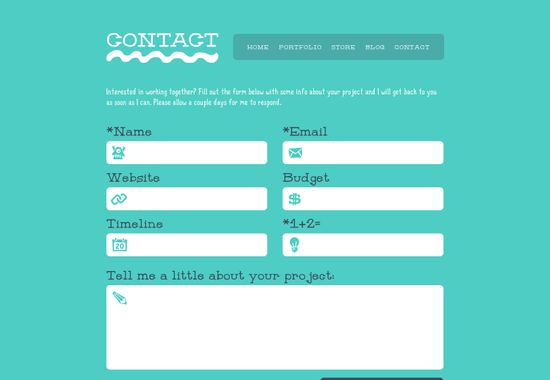 CONTACT
HOME PORTFOLIO STORE BLOG CONTACT
Interested in working together? Fill out the form below with some info about your project and I will get back to you
as soon as I can. Please allow a couple days for me to respond.
*Name
*Email
Website
Budget
$
Timeline
20
*1+2=
Tell me a little about your project: